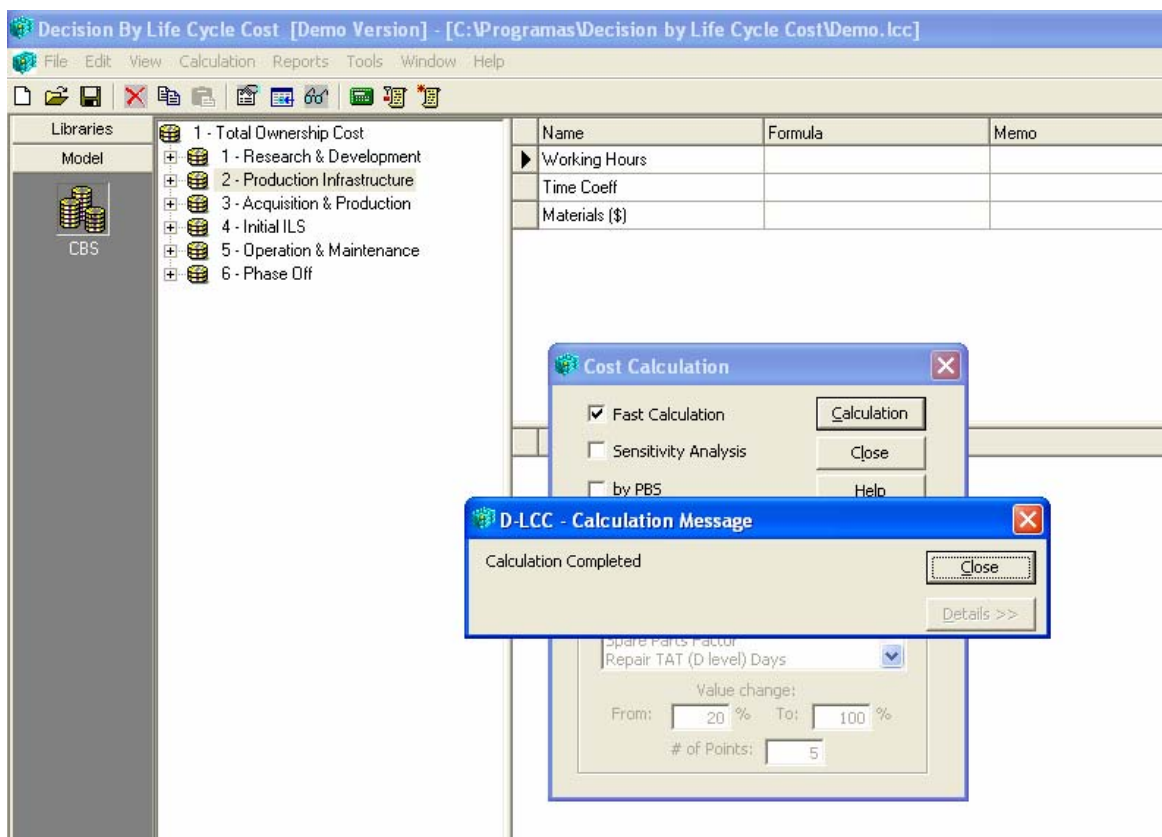 Decision By Life Cycle Cost [Demo Version] - [C:\Programas\Decision by Life Cycle Cost\Demo.lcc]
File Edit View Calculation Reports Tools Window Help
Libraries
Model
CBS
1 - Total Ownership Cost
1 - Research & Development
2 - Production Infrastructure
3 - Acquisition & Production
4 - Initial ILS
5 - Operation & Maintenance
6 - Phase Off
Name Formula Memo
Working Hours
Time Coeff
Materials ($)
Cost Calculation
Fast Calculation Calculation
Sensitivity Analysis Close
by PBS Help
D-LCC - Calculation Message
Calculation Completed Close
Details >>
Spare Parts Factor
Repair TAT (D level) Days
Value change:
From: 20 % To: 100 %
# of Points: 5